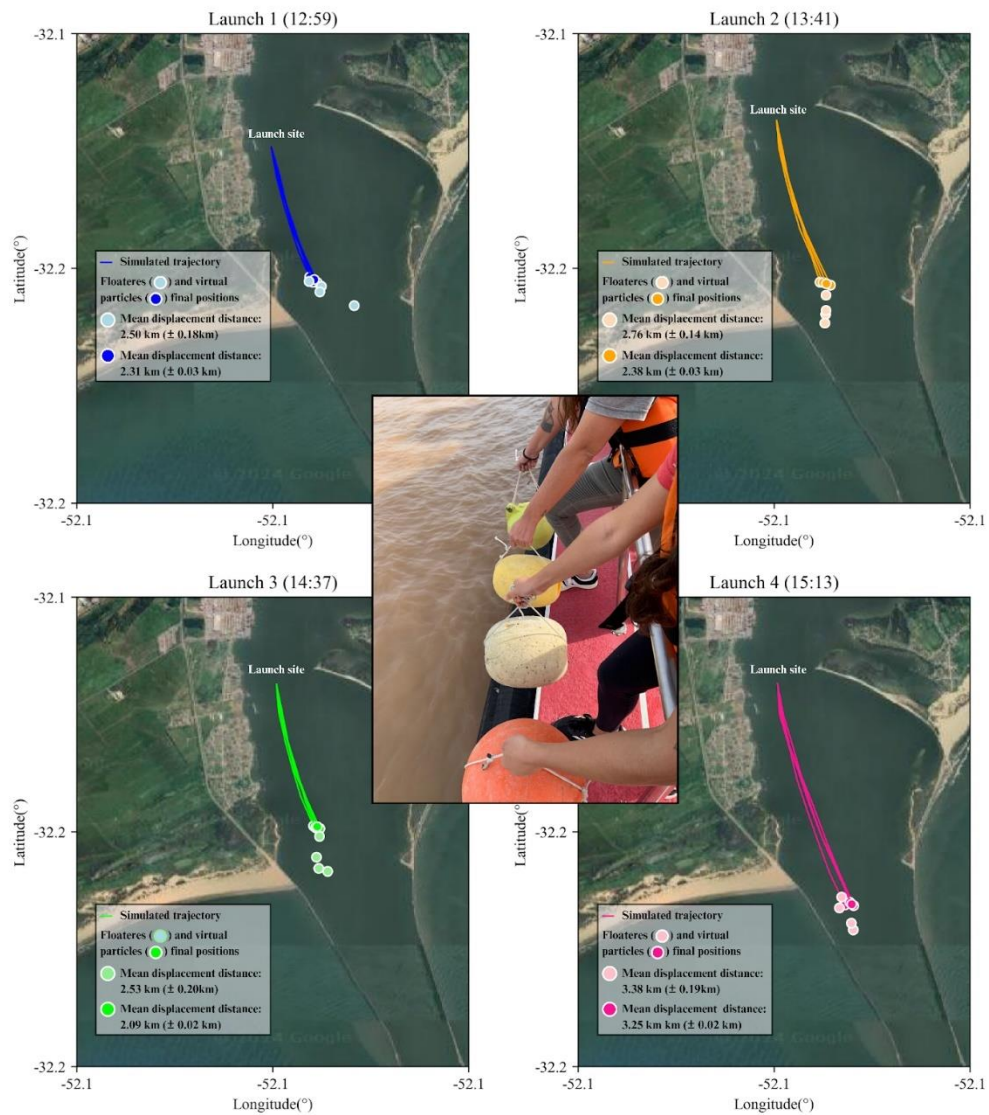 Launch 1 (12:59)
-32.1
Launch site
Latitude(°)
-32.2
Simulated trajectory
Floateres ( ) and virtual
particles ( ) final positions
Mean displacement distance:
2.50 km (± 0.18km)
Mean displacement distance:
2.31 km (± 0.03 km)
-32.2
-52.1
-52.1
Longitude(°)
Launch 2 (13:41)
-32.1
Launch site
Latitude(°)
-32.2
Simulated trajectory
Floateres ( ) and virtual
particles ( ) final positions
Mean displacement distance:
2.76 km (± 0.14 km)
Mean displacement distance:
2.38 km (± 0.03 km)
© 2024 Google
-32.2
-52.1
-52.1
Longitude(°)
Launch 3 (14:37)
-32.1
Launch site
Latitude(°)
-32.2
Simulated trajectory
Floateres ( ) and virtual
particles ( ) final positions
Mean displacement distance:
2.53 km (± 0.20km)
Mean displacement distance:
2.09 km (± 0.02 km)
-32.2
-52.1
-52.1
-52.1
Longitude(°)
Launch 4 (15:13)
-32.1
Launch site
Latitude(°)
-32.2
Simulated trajectory
Floateres ( ) and virtual
particles ( ) final positions
Mean displacement distance:
3.38 km (± 0.19km)
Mean displacement distance:
3.25 km km (± 0.02 km)
-32.2
-52.1
-52.1
-52.1
Longitude(°)